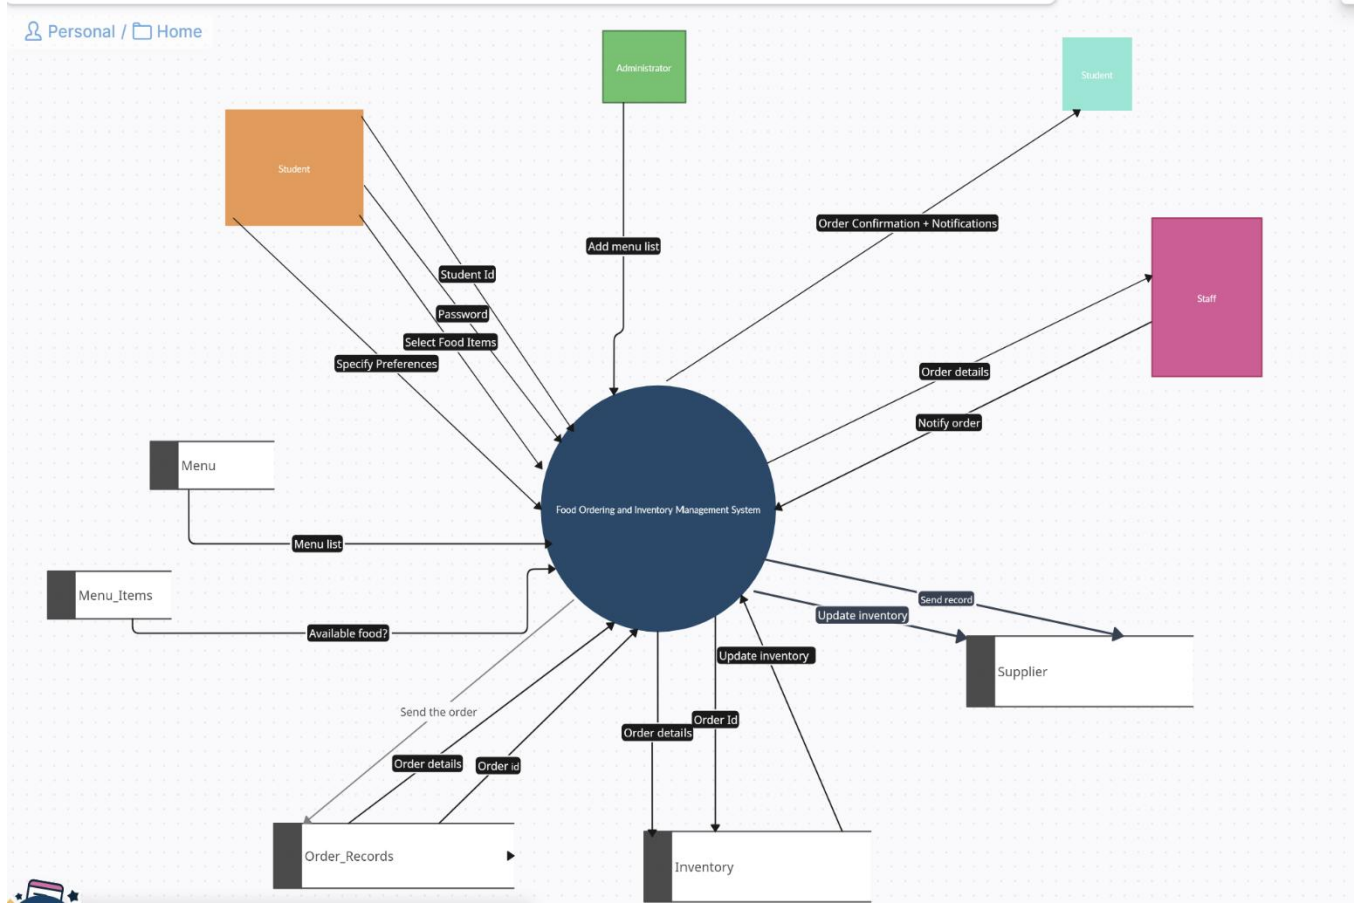 Personal / Home
Administrator
Student
Student
Order Confirmation + Notifications
Add menu list
Student Id
Staff
Password
Select Food Items
Specify Preferences
Order details
Notify order
Menu
Food Ordering and Inventory Management System
Menu list
Menu_Items
Send record
Update inventory
Available food?
Update inventory
Supplier
Send the order
Order Id
Order details
Order details
Order id
Order_Records
Inventory